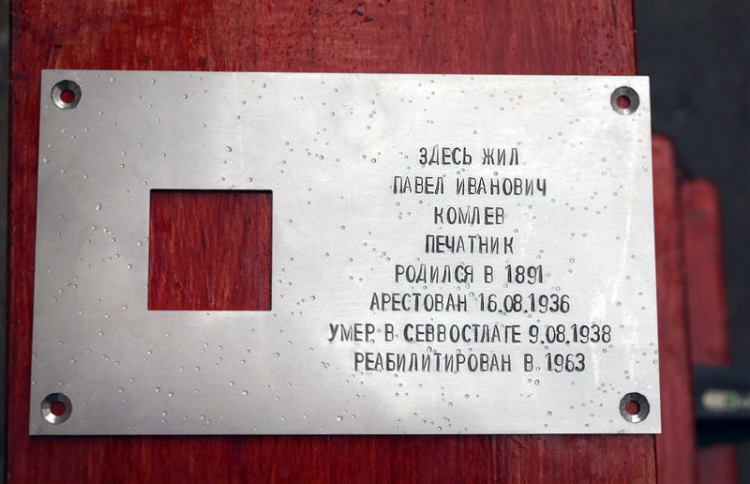 ЗДЕСЬ ЖИЛ
ПАВЕЛ ИВАНОВИЧ
КОМЛЕВ
ПЕЧАТНИК
РОДИЛСЯ В 1891
АРЕСТОВАН 16.08.1936
УМЕР В СЕВВОСТЛАГЕ 9.08.1938
РЕАБИЛИТИРОВАН В 1963